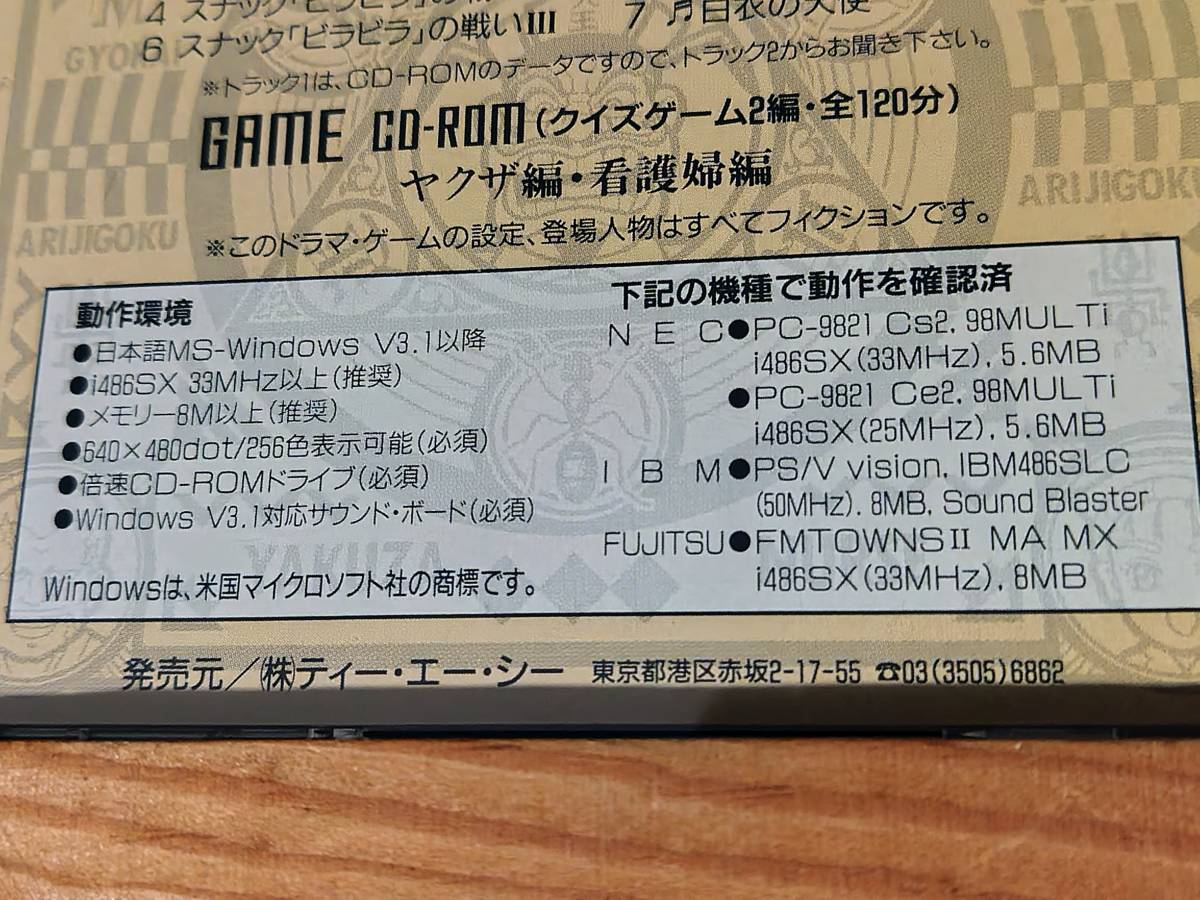 4 スナック「ビラビラ」の戦い
7 月白衣の天使
6 スナック「ビラビラ」の戦いIII
※トラック1は、CD-ROMのデータですので、トラック2からお聞き下さい。
GAME CD-ROM(クイズゲーム2編・全120分)
ヤクザ編・看護婦編
※このドラマ・ゲームの設定、登場人物はすべてフィクションです。
ARIJIGOKU
ARIJIGOKU
動作環境
●日本語MS-Windows V3.1以降
●i486SX 33MHz以上(推奨)
●メモリー8M以上(推奨)
●640×480dot/256色表示可能(必須)
●倍速CD-ROMドライブ(必須)
●Windows V3.1対応サウンド・ボード(必須)
Windowsは、米国マイクロソフト社の商標です。
下記の機種で動作を確認済
NEC●PC-9821 Cs2, 98MULTi
i486SX(33MHz), 5.6MB
●PC-9821 Ce2, 98MULTi
i486SX(25MHz), 5.6MB
IBM●PS/V vision, IBM486SLC
(50MHz). 8MB, Sound Blaster
FUJITSU●FMTOWNSⅡ MA MX
i486SX(33MHz), 8MB
YAKUZA
発売元/(株)ティー・エー・シー 東京都港区赤坂2-17-55 ☎03(3505)6862